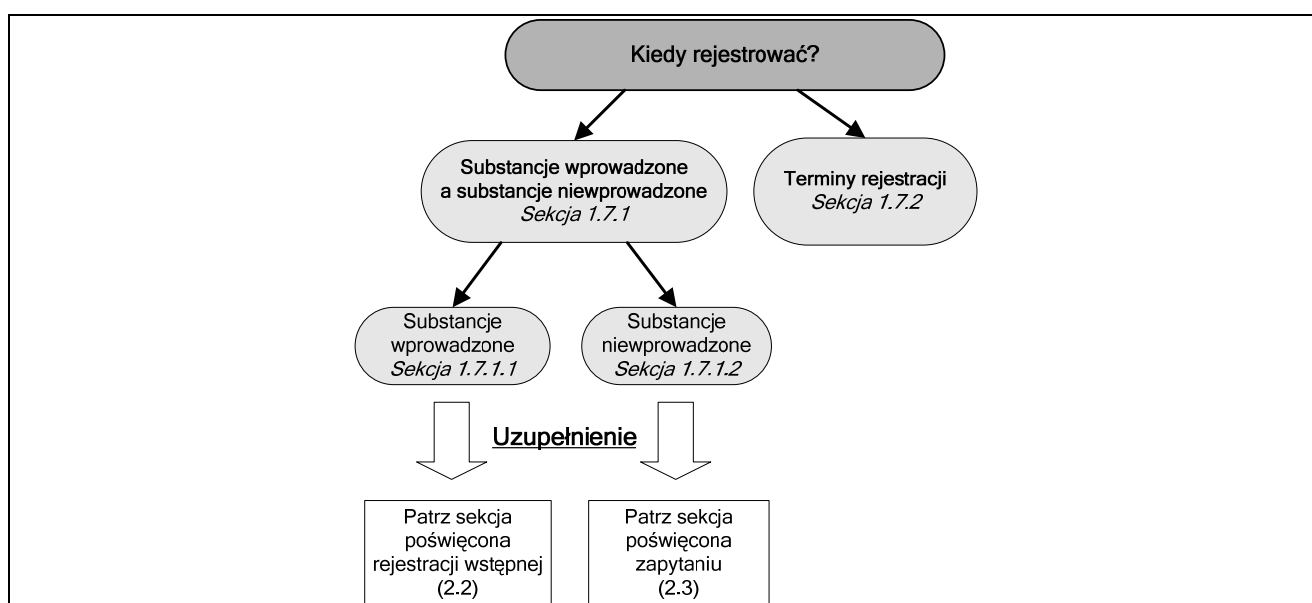 Kiedy rejestrować?
Substancje wprowadzone
a substancje niewprowadzone
Sekcja 1.7.1
Terminy rejestracji
Sekcja 1.7.2
Substancje
wprowadzone
Sekcja 1.7.1.1
Substancje
niewprowadzone
Sekcja 1.7.1.2
Uzupełnienie
Patrz sekcja
poświęcona
rejestracji wstępnej
(2.2)
Patrz sekcja
poświęcona
zapytaniu
(2.3)